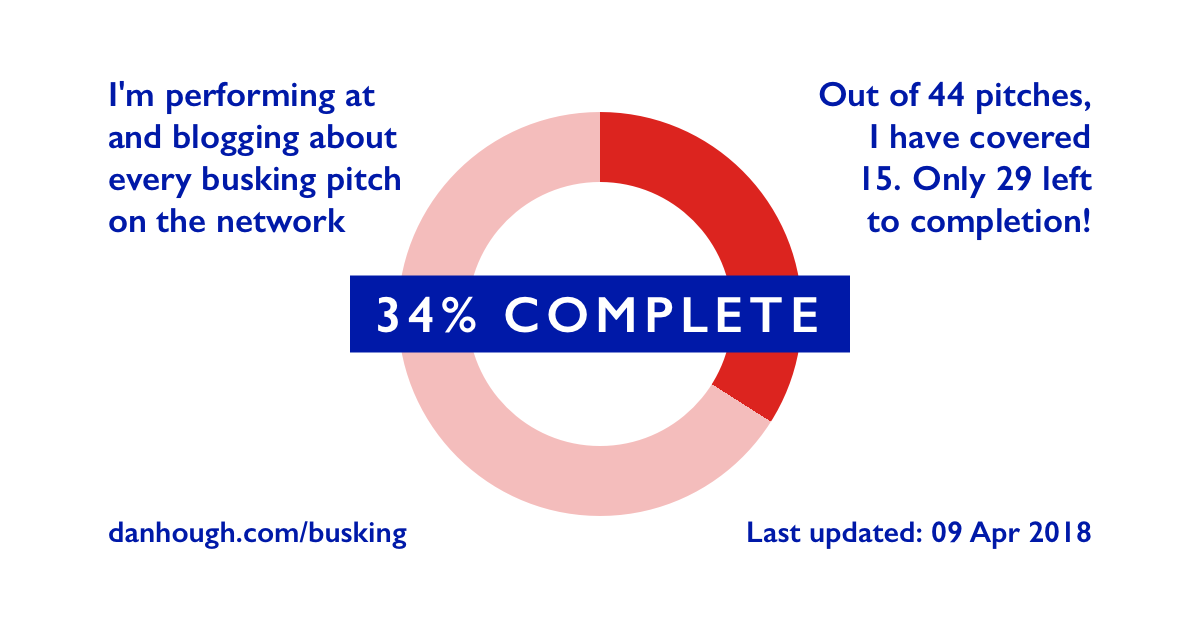 I'm performing at
and blogging about
every busking pitch
on the network
Out of 44 pitches,
I have covered
15. Only 29 left
to completion!
34% COMPLETE
danhough.com/busking
Last updated: 09 Apr 2018